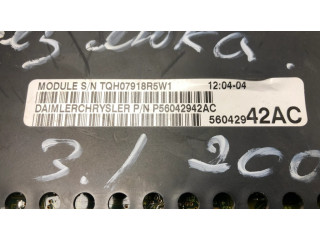 MODULE S/N TQH07918R5W1 12:04-04
DAIMLERCHRYSLER P/N P56042942AC
56042942AC
3.1 200